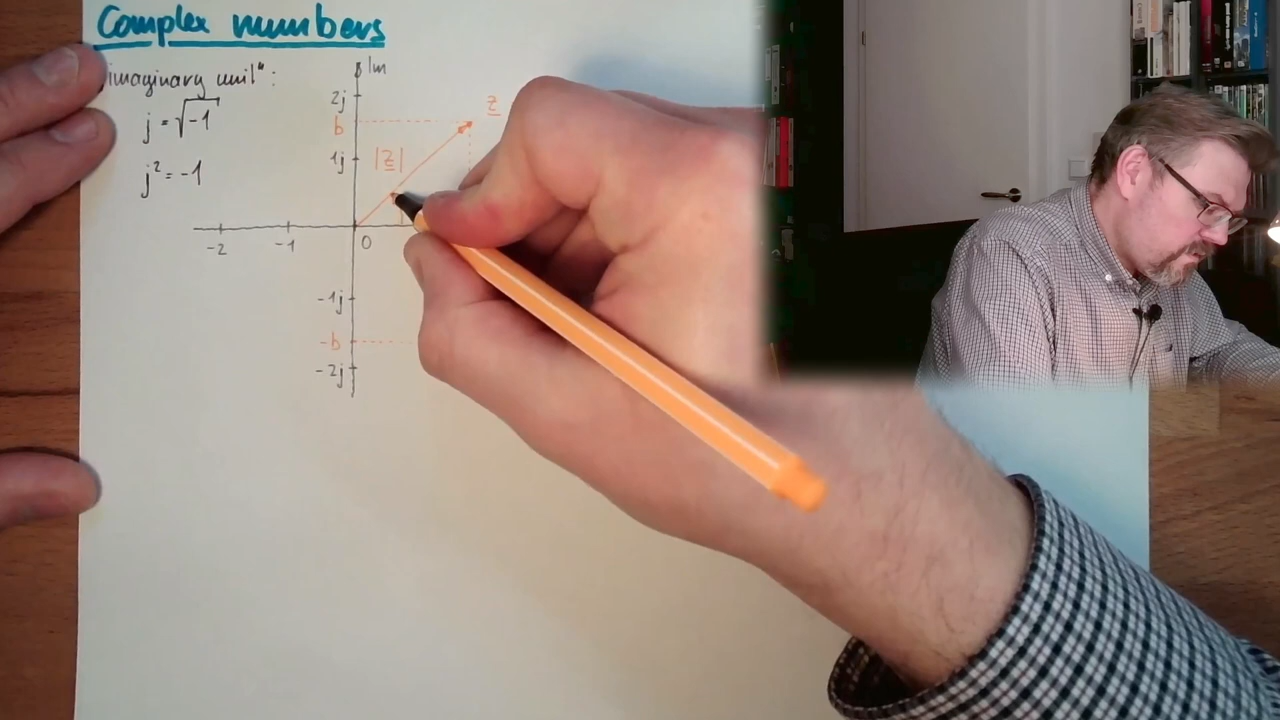 Complex numbers
imaginary unit":
j = √-1
j² = -1
Im
2j
b
z
1j
|z|
-2
-1
0
-1j
-b
-2j